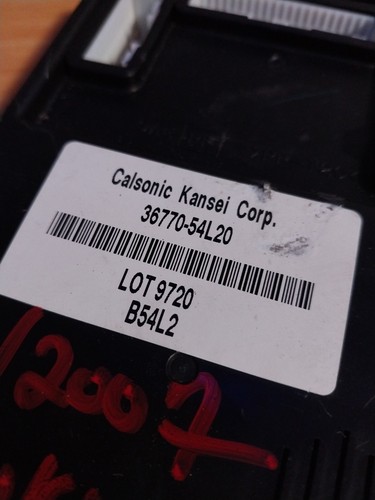 Calsonic Kansei Corp.
36770-54L20
LOT 9720
B54L2
/2007